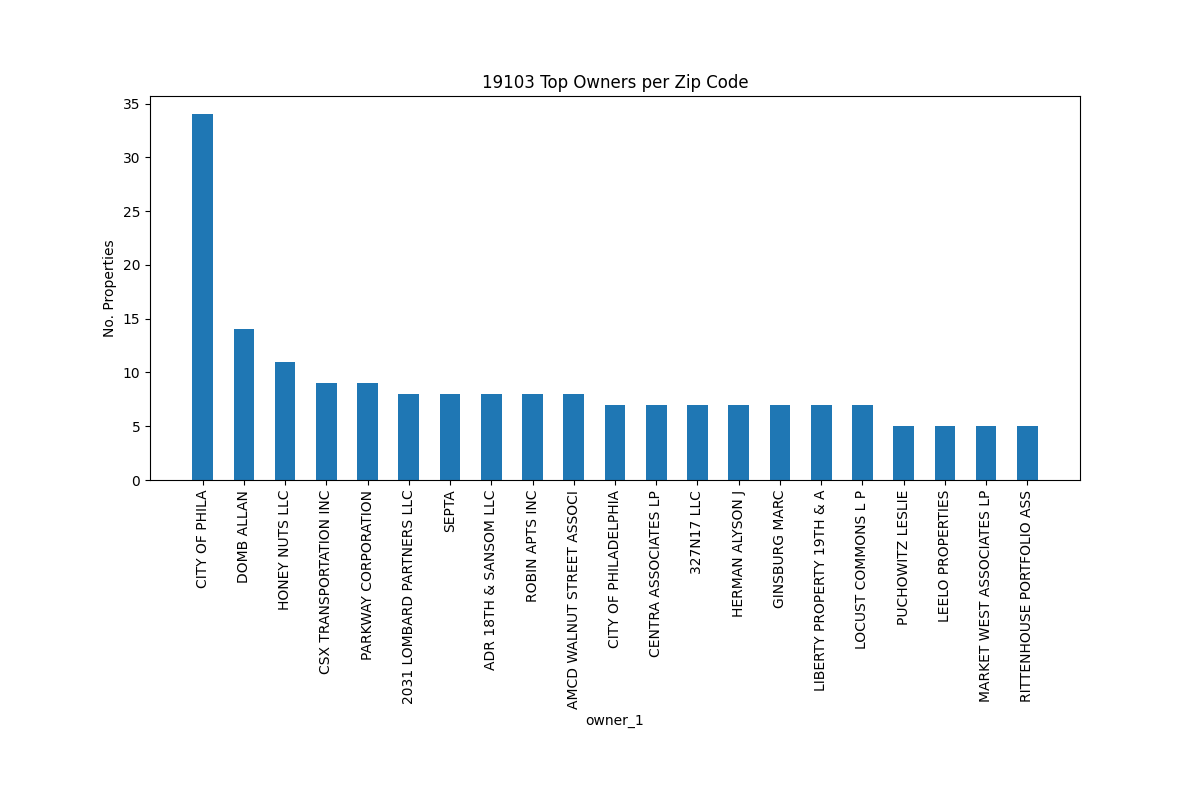 19103 Top Owners per Zip Code
No. Properties
35
30
25
20
15
10
5
0
CITY OF PHILA
DOMB ALLAN
HONEY NUTS LLC
CSX TRANSPORTATION INC
PARKWAY CORPORATION
2031 LOMBARD PARTNERS LLC
SEPTA
ADR 18TH & SANSOM LLC
ROBIN APTS INC
AMCD WALNUT STREET ASSOCI
CITY OF PHILADELPHIA
CENTRA ASSOCIATES LP
327N17 LLC
HERMAN ALYSON J
GINSBURG MARC
LIBERTY PROPERTY 19TH & A
LOCUST COMMONS L P
PUCHOWITZ LESLIE
LEELO PROPERTIES
MARKET WEST ASSOCIATES LP
RITTENHOUSE PORTFOLIO ASS
owner_1